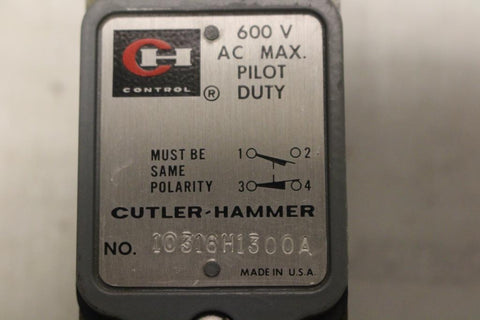 600 V
AC MAX.
PILOT
DUTY
CH
CONTROL ®
MUST BE
SAME
POLARITY
1 2
3 4
CUTLER-HAMMER
NO. 10316H1300A
MADE IN U.S.A.